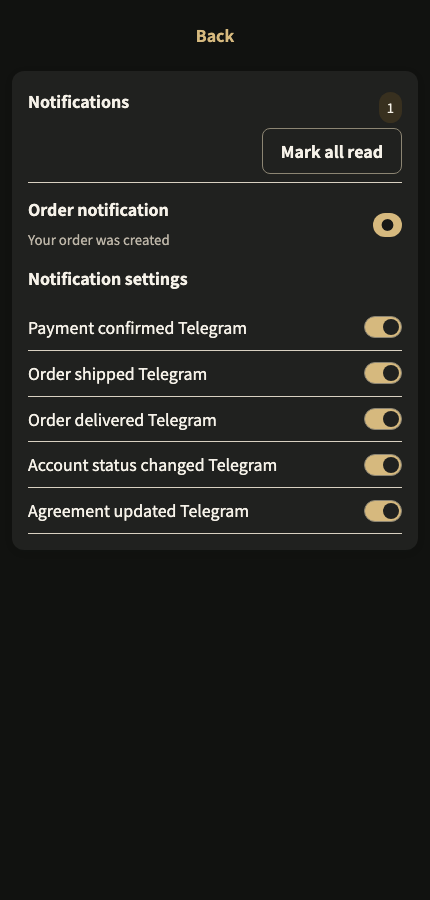 Back
Notifications
1
Mark all read
Order notification
Your order was created
Notification settings
Payment confirmed Telegram
Order shipped Telegram
Order delivered Telegram
Account status changed Telegram
Agreement updated Telegram